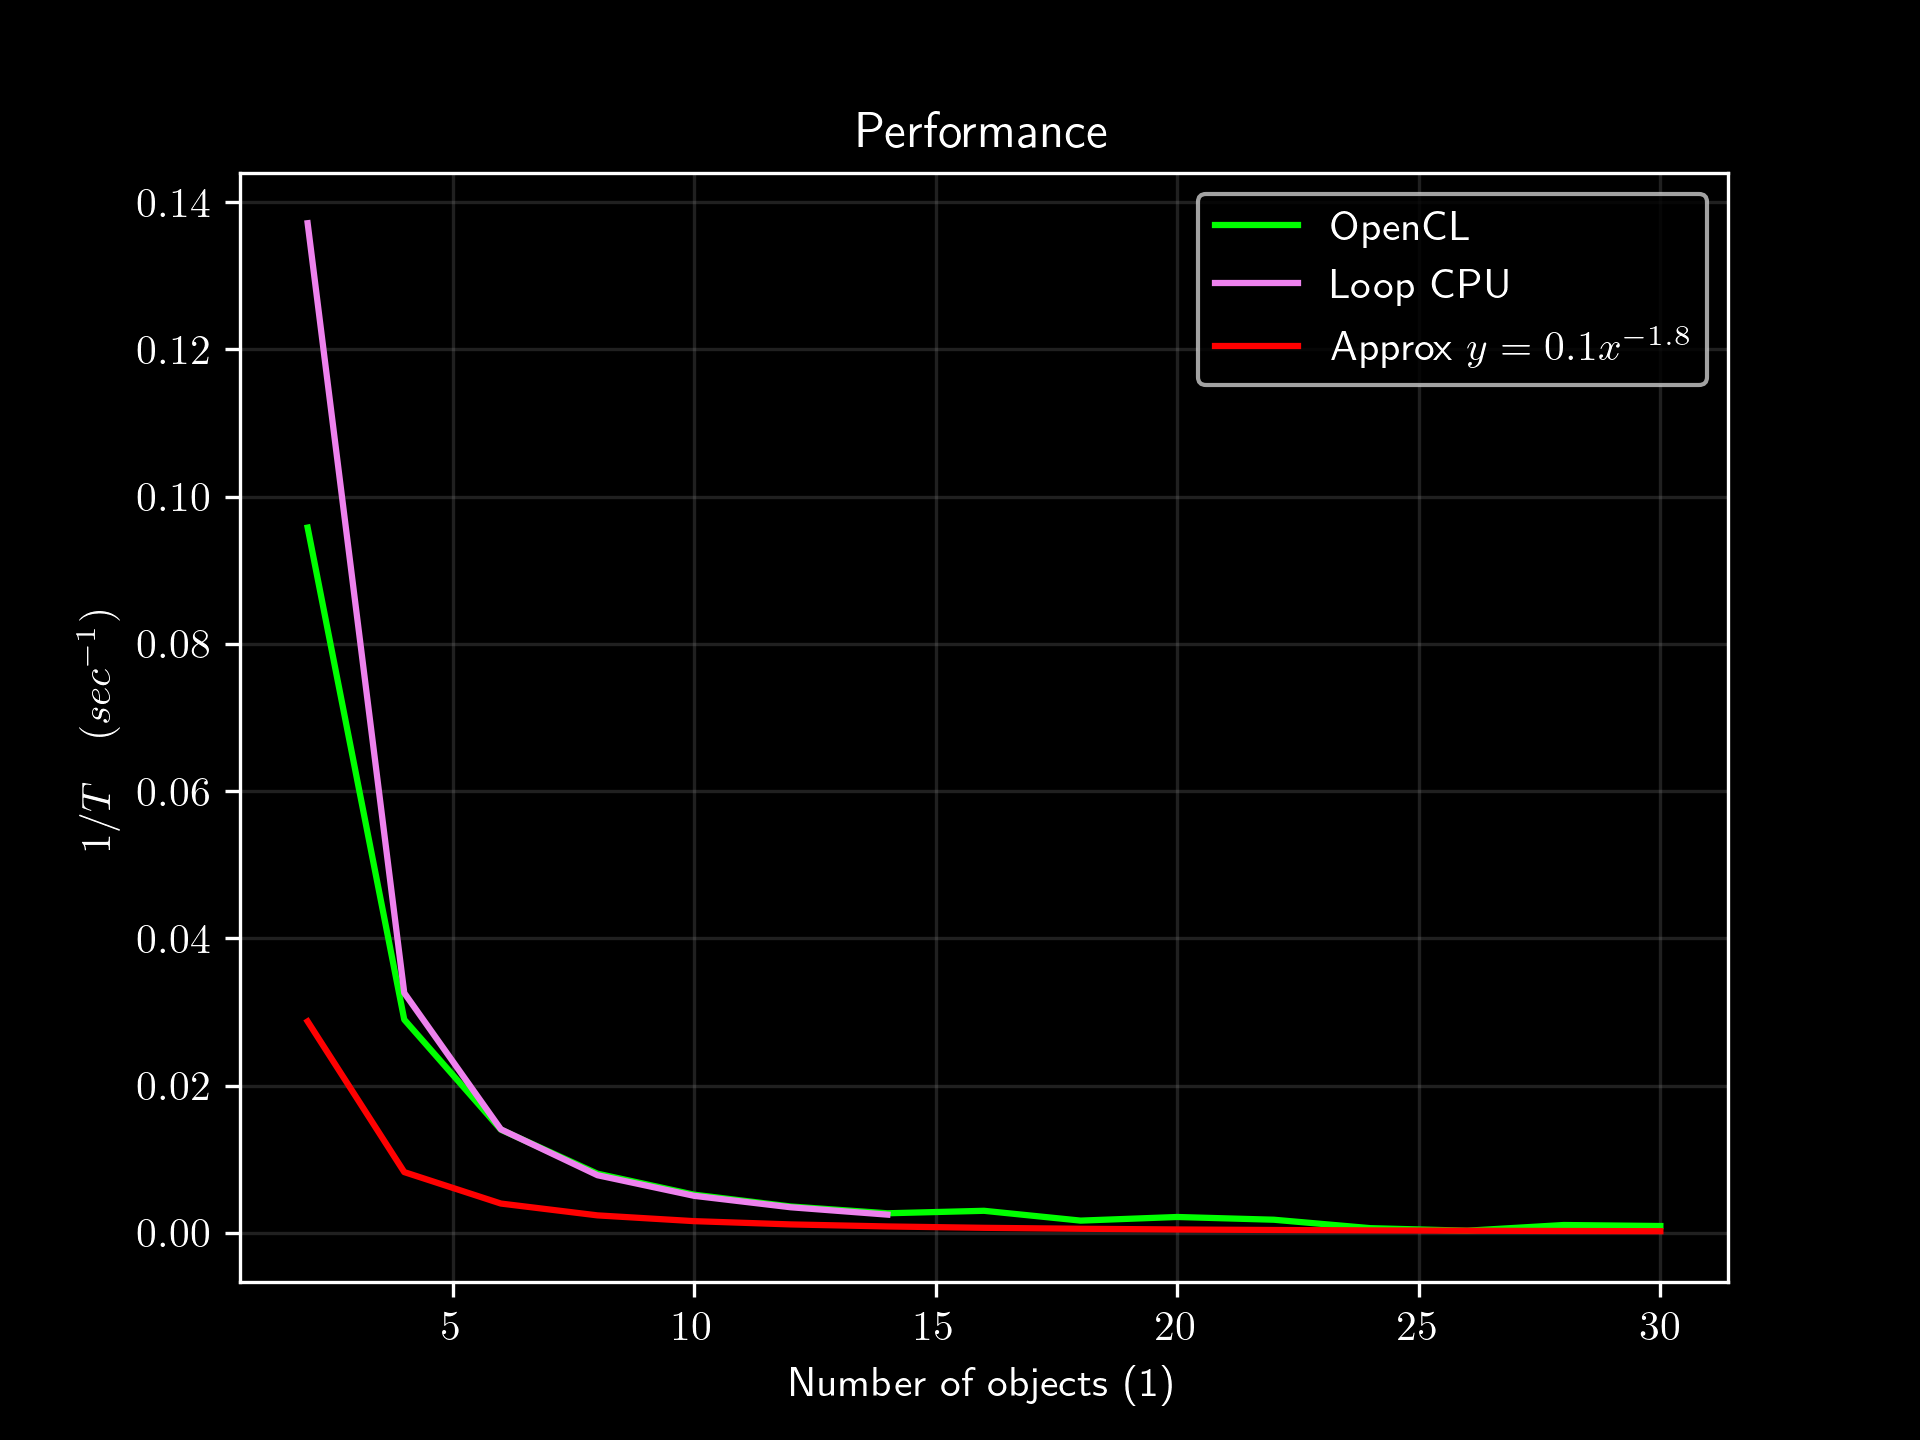 Performance
OpenCL
Loop CPU
Approx $y = 0.1x^{-1.8}$
0.14
0.12
0.10
0.08
0.06
0.04
0.02
0.00
$1/T$ $(sec^{-1})$
5 10 15 20 25 30
Number of objects (1)